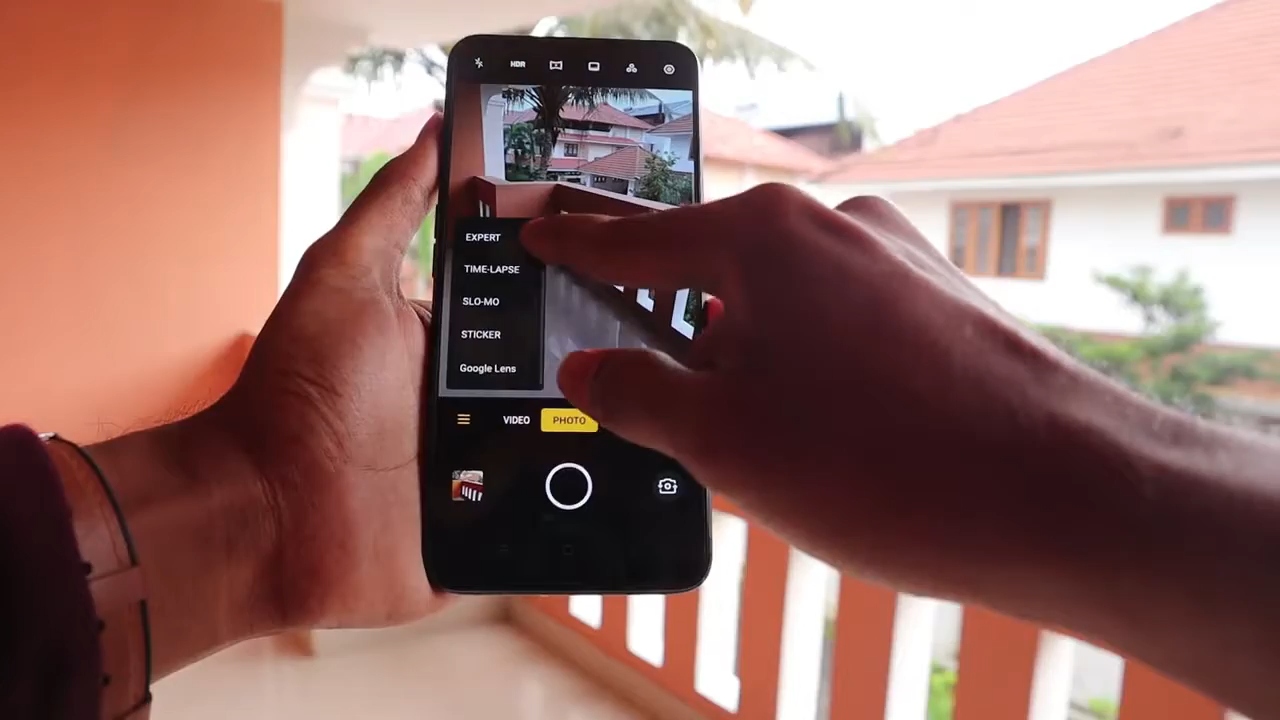 HDR
EXPERT
TIME-LAPSE
SLO-MO
STICKER
Google Lens
VIDEO PHOTO